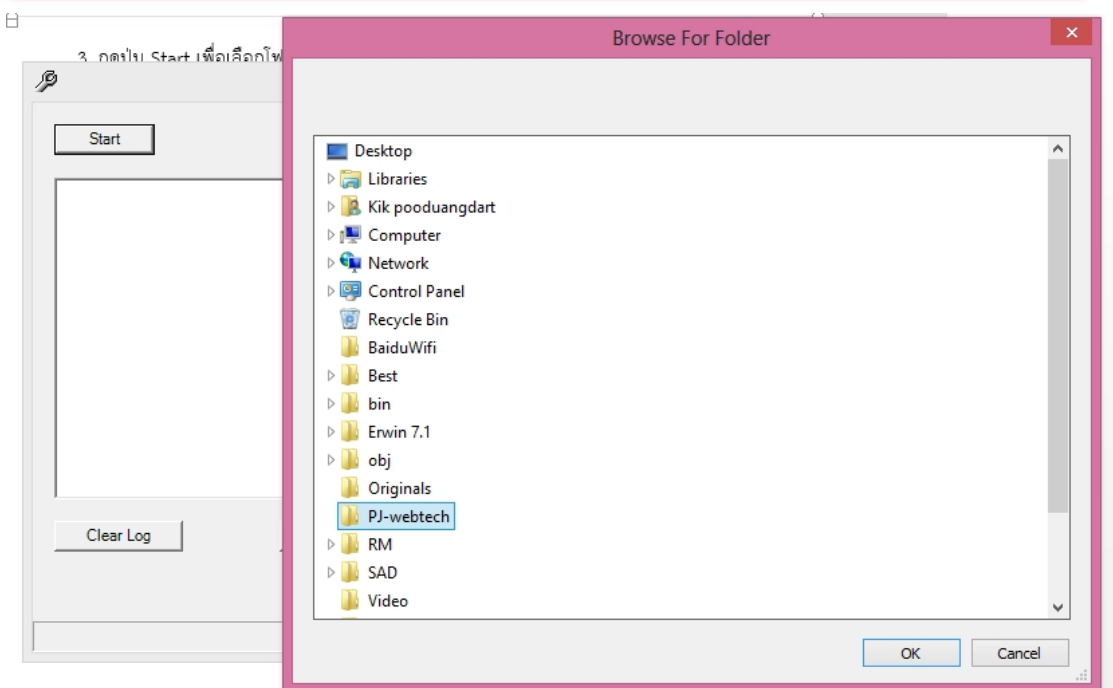 Browse For Folder
3. กดปุ่ม Start เพื่อเลือกโฟ
Start
Desktop
Libraries
Kik pooduangdart
Computer
Network
Control Panel
Recycle Bin
BaiduWifi
Best
bin
Erwin 7.1
obj
Originals
PJ-webtech
RM
SAD
Video
Clear Log
OK
Cancel